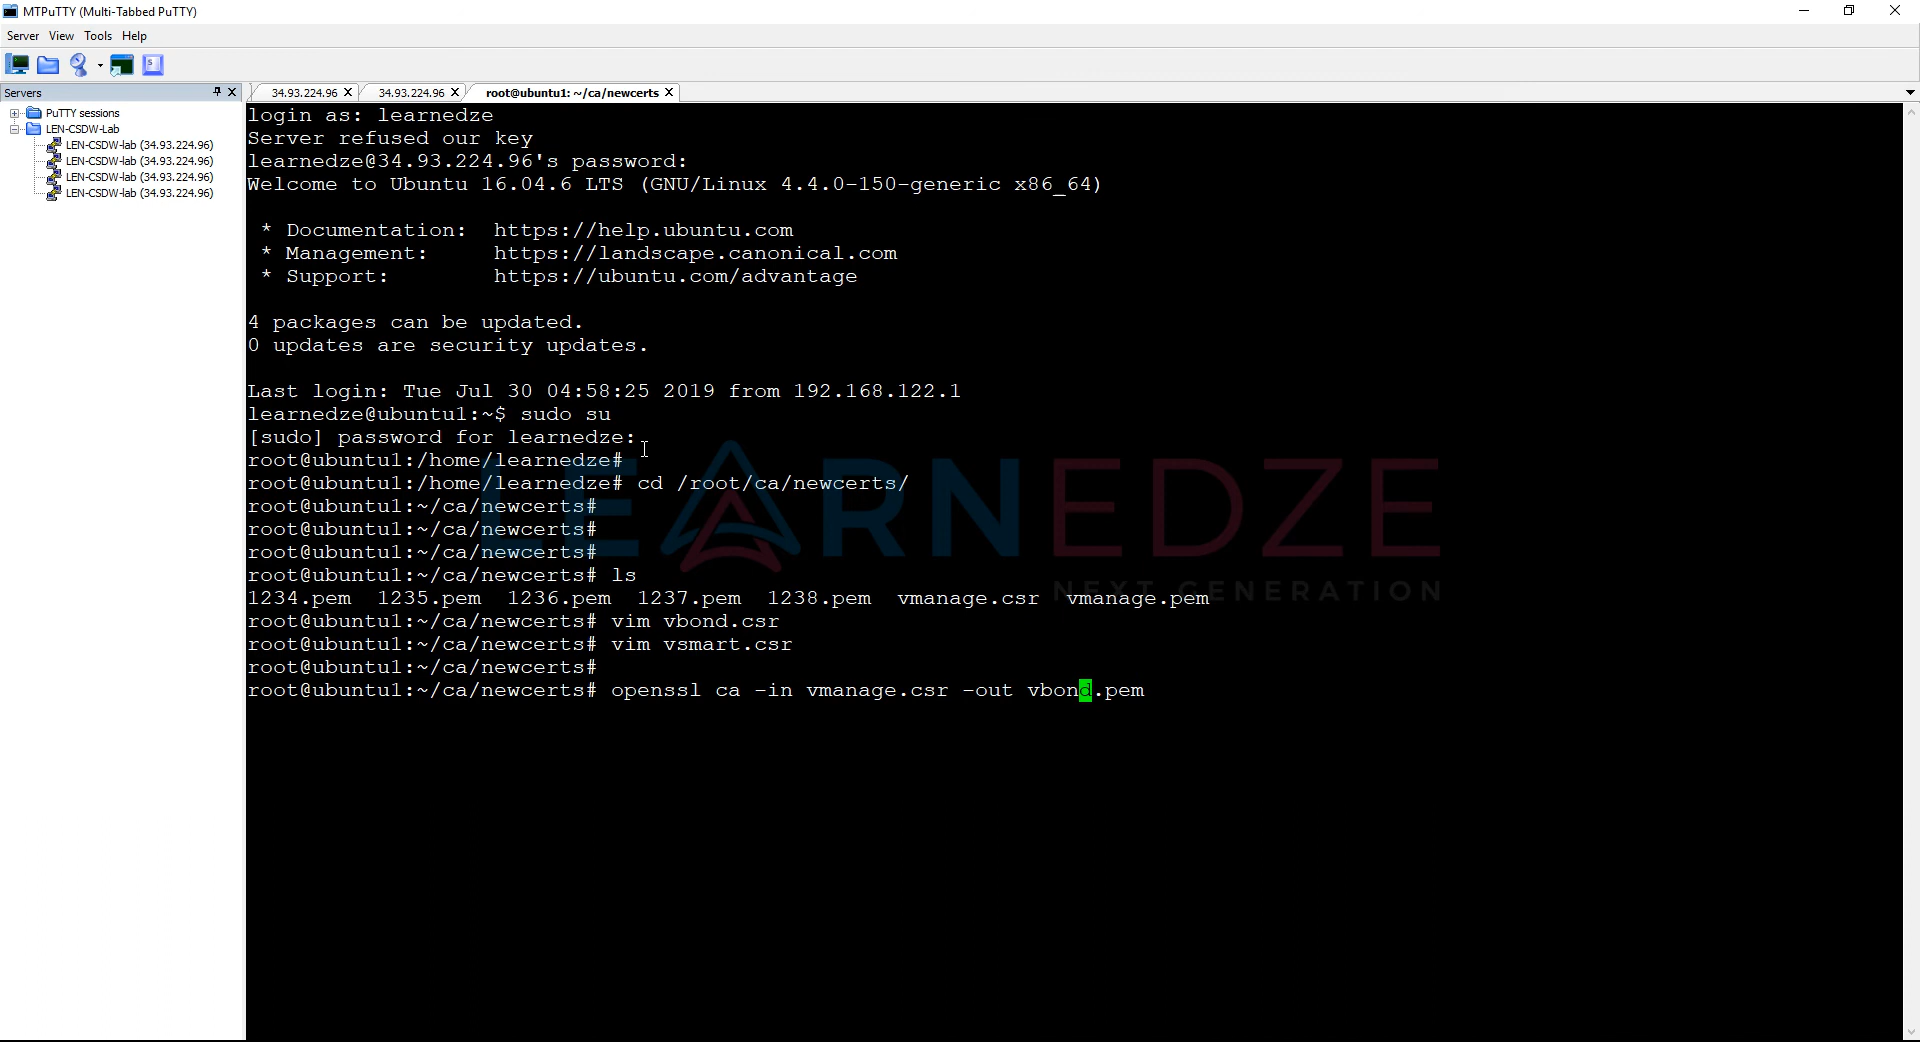 MTPuTTY (Multi-Tabbed PuTTY)
Server View Tools Help
Servers
PuTTY sessions
LEN-CSDW-Lab
LEN-CSDW-lab (34.93.224.96)
LEN-CSDW-lab (34.93.224.96)
LEN-CSDW-lab (34.93.224.96)
LEN-CSDW-lab (34.93.224.96)
34.93.224.96 34.93.224.96 root@ubuntu1: ~/ca/newcerts
login as: learnedze
Server refused our key
learnedze@34.93.224.96's password:
Welcome to Ubuntu 16.04.6 LTS (GNU/Linux 4.4.0-150-generic x86_64)
* Documentation: https://help.ubuntu.com
* Management: https://landscape.canonical.com
* Support: https://ubuntu.com/advantage
4 packages can be updated.
0 updates are security updates.
Last login: Tue Jul 30 04:58:25 2019 from 192.168.122.1
learnedze@ubuntu1:~$ sudo su
[sudo] password for learnedze:
root@ubuntu1:/home/learnedze#
root@ubuntu1:/home/learnedze# cd /root/ca/newcerts/
root@ubuntu1:~/ca/newcerts#
root@ubuntu1:~/ca/newcerts#
root@ubuntu1:~/ca/newcerts#
root@ubuntu1:~/ca/newcerts# ls
1234.pem 1235.pem 1236.pem 1237.pem 1238.pem vmanage.csr vmanage.pem
root@ubuntu1:~/ca/newcerts# vim vbond.csr
root@ubuntu1:~/ca/newcerts# vim vsmart.csr
root@ubuntu1:~/ca/newcerts#
root@ubuntu1:~/ca/newcerts# openssl ca -in vmanage.csr -out vbond.pem
LEARNEDZE
NEXT GENERATION